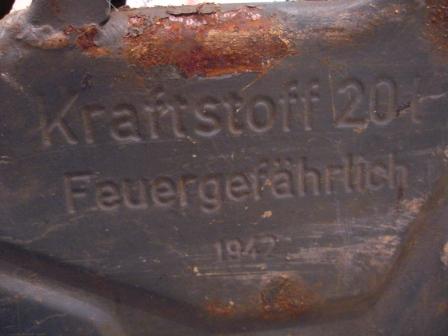 Kraftstoff 20 l
Feuergefährlich
1942